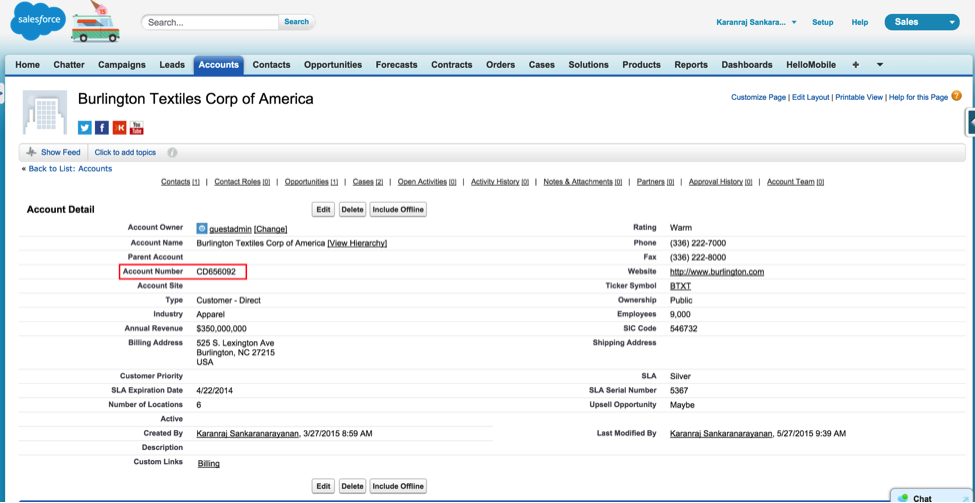 salesforce
15
Search...
Search
Karanraj Sankara...
Setup
Help
Sales
Home Chatter Campaigns Leads Accounts Contacts Opportunities Forecasts Contracts Orders Cases Solutions Products Reports Dashboards HelloMobile +
Burlington Textiles Corp of America
Customize Page | Edit Layout | Printable View | Help for this Page ?
f K You Tube
Show Feed Click to add topics i
« Back to List: Accounts
Contacts [1] | Contact Roles [0] | Opportunities [1] | Cases [2] | Open Activities [0] | Activity History [0] | Notes & Attachments [0] | Partners [0] | Approval History [0] | Account Team [0]
Account Detail Edit Delete Include Offline
Account Owner guestadmin [Change] Rating Warm
Account Name Burlington Textiles Corp of America [View Hierarchy] Phone (336) 222-7000
Parent Account Fax (336) 222-8000
Account Number CD656092 Website http://www.burlington.com
Account Site Ticker Symbol BTXT
Type Customer - Direct Ownership Public
Industry Apparel Employees 9,000
Annual Revenue $350,000,000 SIC Code 546732
Billing Address 525 S. Lexington Ave Shipping Address
Burlington, NC 27215
USA
Customer Priority SLA Silver
SLA Expiration Date 4/22/2014 SLA Serial Number 5367
Number of Locations 6 Upsell Opportunity Maybe
Active
Created By Karanraj Sankaranarayanan, 3/27/2015 8:59 AM Last Modified By Karanraj Sankaranarayanan, 5/27/2015 9:39 AM
Description
Custom Links Billing
Edit Delete Include Offline
Chat